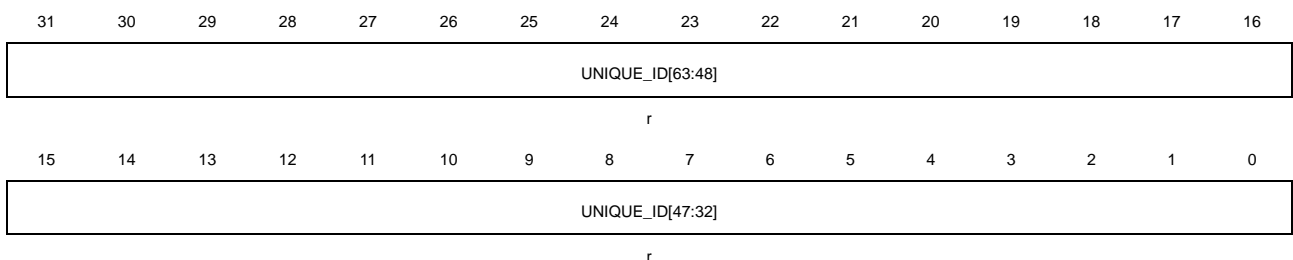 31 30 29 28 27 26 25 24 23 22 21 20 19 18 17 16
UNIQUE_ID[63:48]
r
15 14 13 12 11 10 9 8 7 6 5 4 3 2 1 0
UNIQUE_ID[47:32]
r